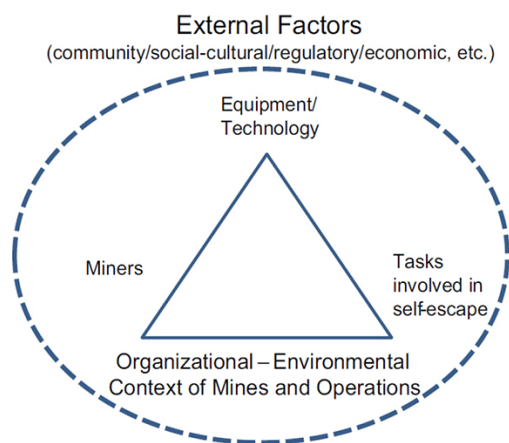 External Factors
(community/social-cultural/regulatory/economic, etc.)
Equipment/
Technology
Miners
Tasks
involved in
self-escape
Organizational – Environmental
Context of Mines and Operations